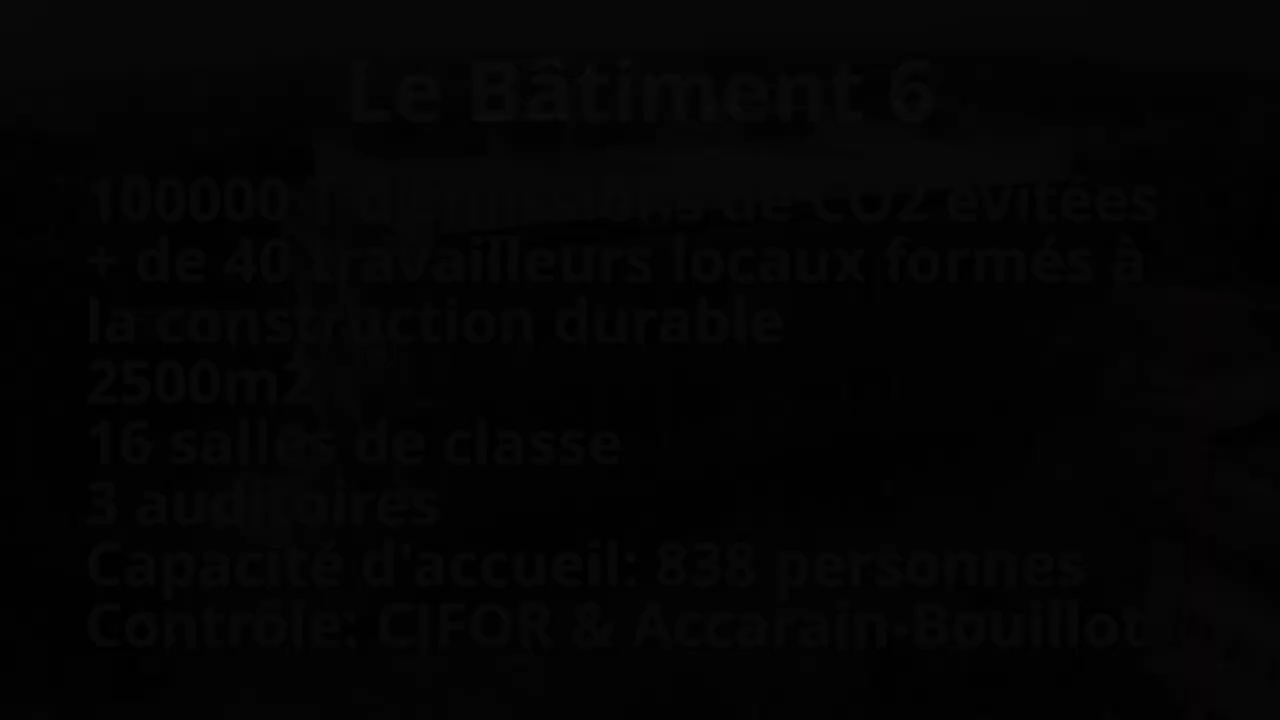 Le Bâtiment 6
100000 T d'émissions de CO2 évitées
+ de 40 travailleurs locaux formés à
la construction durable
2500m2
16 salles de classe
3 auditoires
Capacité d'accueil: 838 personnes
Contrôle: CIFOR & Accarain-Bouillot